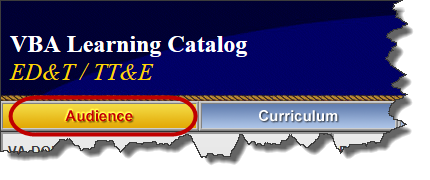 VBA Learning Catalog
ED&T / TT&E
Audience Curriculum